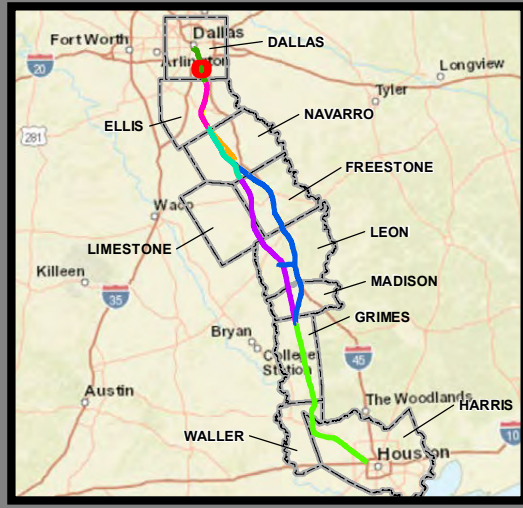 Dallas
DALLAS
Fort Worth
Arlington
Longview
20
Tyler
NAVARRO
ELLIS
281
FREESTONE
Waco
LEON
LIMESTONE
Killeen
MADISON
35
GRIMES
Bryan
College
Station
45
Austin
The Woodlands
HARRIS
WALLER
10
Houston